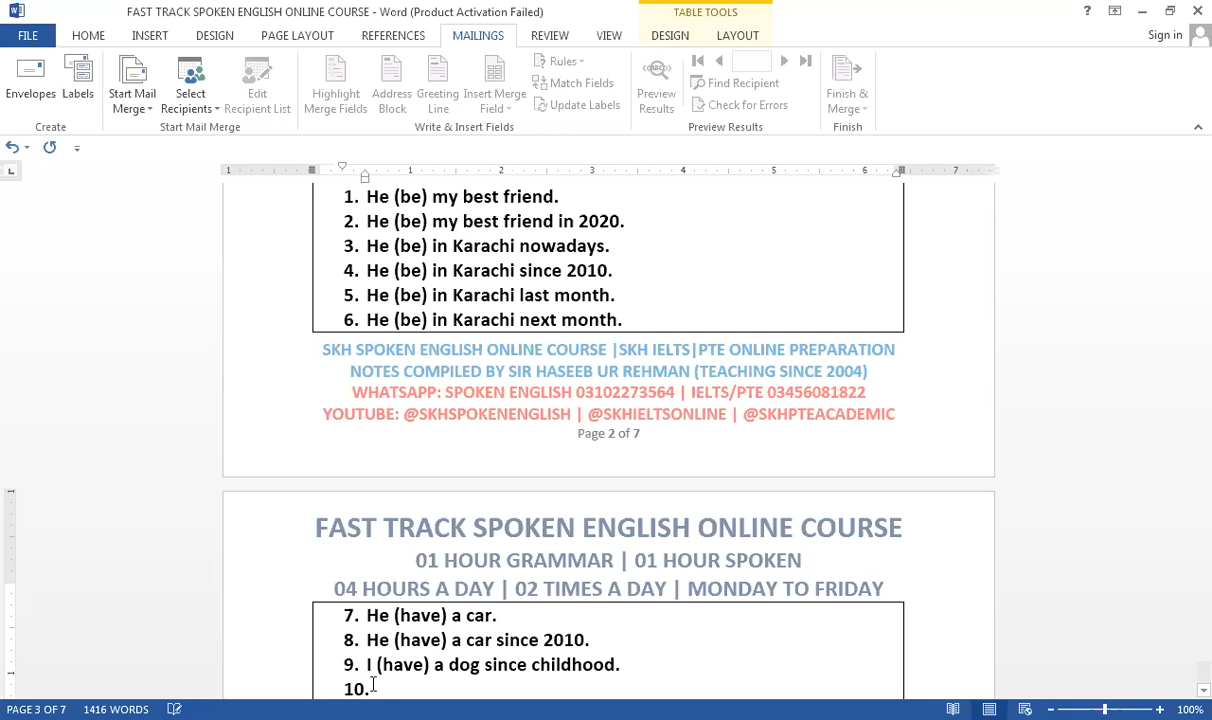 FAST TRACK SPOKEN ENGLISH ONLINE COURSE - Word (Product Activation Failed)
TABLE TOOLS
?
FILE HOME INSERT DESIGN PAGE LAYOUT REFERENCES MAILINGS REVIEW VIEW DESIGN LAYOUT Sign in
Envelopes Labels
Start Mail Merge
Select Recipients
Edit Recipient List
Highlight Merge Fields
Address Block
Greeting Line
Insert Merge Field
Rules
Match Fields
Update Labels
Preview Results
Find Recipient
Check for Errors
Finish & Merge
Create Start Mail Merge Write & Insert Fields Preview Results Finish
1 1 2 3 4 5 6 7
1. He (be) my best friend.
2. He (be) my best friend in 2020.
3. He (be) in Karachi nowadays.
4. He (be) in Karachi since 2010.
5. He (be) in Karachi last month.
6. He (be) in Karachi next month.
SKH SPOKEN ENGLISH ONLINE COURSE |SKH IELTS|PTE ONLINE PREPARATION
NOTES COMPILED BY SIR HASEEB UR REHMAN (TEACHING SINCE 2004)
WHATSAPP: SPOKEN ENGLISH 03102273564 | IELTS/PTE 03456081822
YOUTUBE: @SKHSPOKENENGLISH | @SKHIELTSONLINE | @SKHPTEACADEMIC
Page 2 of 7
1
FAST TRACK SPOKEN ENGLISH ONLINE COURSE
01 HOUR GRAMMAR | 01 HOUR SPOKEN
04 HOURS A DAY | 02 TIMES A DAY | MONDAY TO FRIDAY
7. He (have) a car.
8. He (have) a car since 2010.
9. I (have) a dog since childhood.
1
10.
PAGE 3 OF 7 1416 WORDS 100%